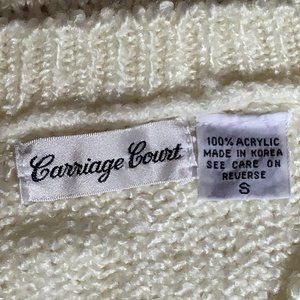 Carriage Court
100% ACRYLIC
MADE IN KOREA
SEE CARE ON
REVERSE
S